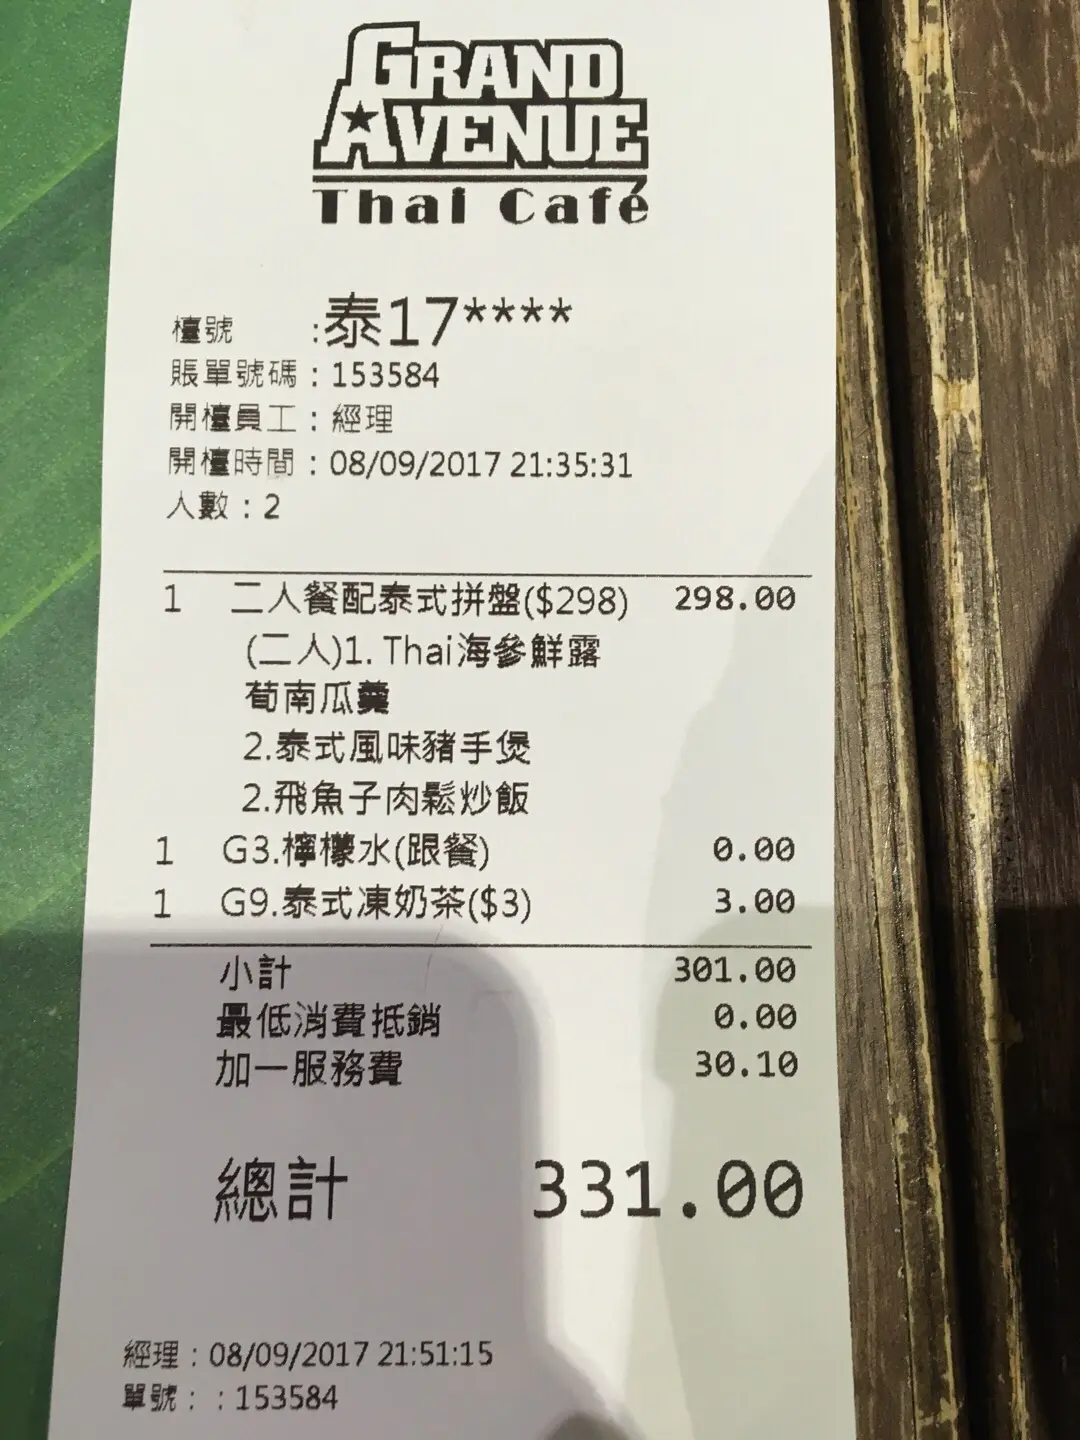 GRAND
AVENUE
Thai Café
檯號 :泰17****
賬單號碼 : 153584
開檯員工 : 經理
開檯時間 : 08/09/2017 21:35:31
人數 : 2
1 二人餐配泰式拼盤($298) 298.00
(二人)1. Thai海參鮮露
荀南瓜羹
2.泰式風味豬手煲
2.飛魚子肉鬆炒飯
1 G3.檸檬水(跟餐) 0.00
1 G9.泰式凍奶茶($3) 3.00
小計 301.00
最低消費抵銷 0.00
加一服務費 30.10
總計 331.00
經理 : 08/09/2017 21:51:15
單號 : : 153584